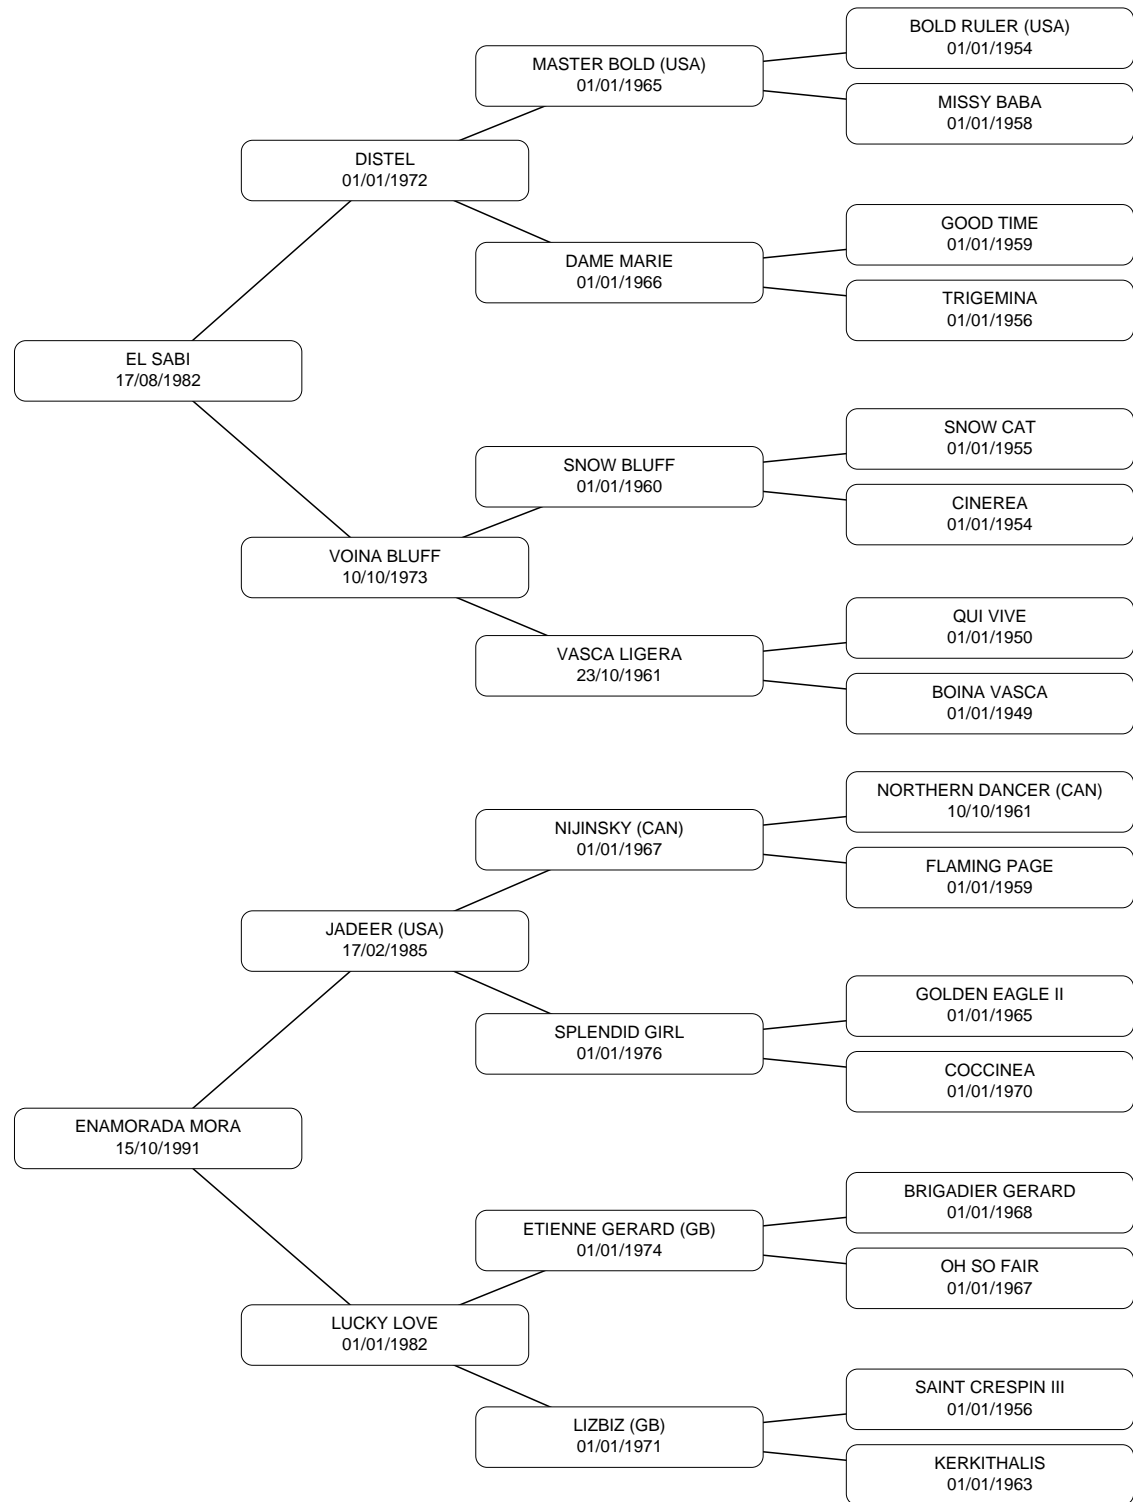 BOLD RULER (USA)
01/01/1954
MASTER BOLD (USA)
01/01/1965
MISSY BABA
01/01/1958
DISTEL
01/01/1972
GOOD TIME
01/01/1959
DAME MARIE
01/01/1966
TRIGEMINA
01/01/1956
EL SABI
17/08/1982
SNOW CAT
01/01/1955
SNOW BLUFF
01/01/1960
CINEREA
01/01/1954
VOINA BLUFF
10/10/1973
QUI VIVE
01/01/1950
VASCA LIGERA
23/10/1961
BOINA VASCA
01/01/1949
NORTHERN DANCER (CAN)
10/10/1961
NIJINSKY (CAN)
01/01/1967
FLAMING PAGE
01/01/1959
JADEER (USA)
17/02/1985
GOLDEN EAGLE II
01/01/1965
SPLENDID GIRL
01/01/1976
COCCINEA
01/01/1970
ENAMORADA MORA
15/10/1991
BRIGADIER GERARD
01/01/1968
ETIENNE GERARD (GB)
01/01/1974
OH SO FAIR
01/01/1967
LUCKY LOVE
01/01/1982
SAINT CRESPIN III
01/01/1956
LIZBIZ (GB)
01/01/1971
KERKITHALIS
01/01/1963